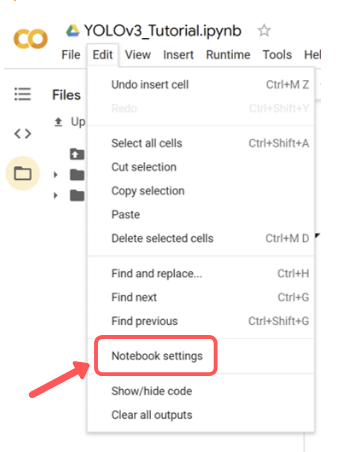 YOLOv3_Tutorial.ipynb
File Edit View Insert Runtime Tools Hel
Files
Up
Undo insert cell Ctrl+M Z
Redo Ctrl+Shift+Y
Select all cells Ctrl+Shift+A
Cut selection
Copy selection
Paste
Delete selected cells Ctrl+M D
Find and replace... Ctrl+H
Find next Ctrl+G
Find previous Ctrl+Shift+G
Notebook settings
Show/hide code
Clear all outputs